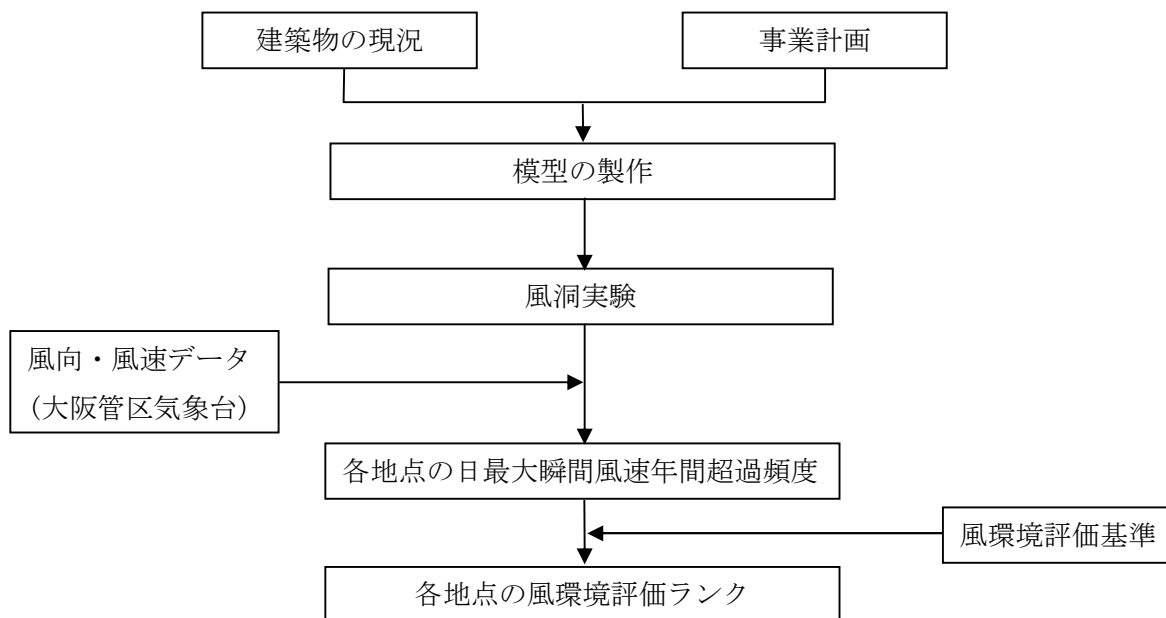 建築物の現況
事業計画
模型の製作
風洞実験
風向・風速データ
（大阪管区気象台）
各地点の日最大瞬間風速年間超過頻度
風環境評価基準
各地点の風環境評価ランク